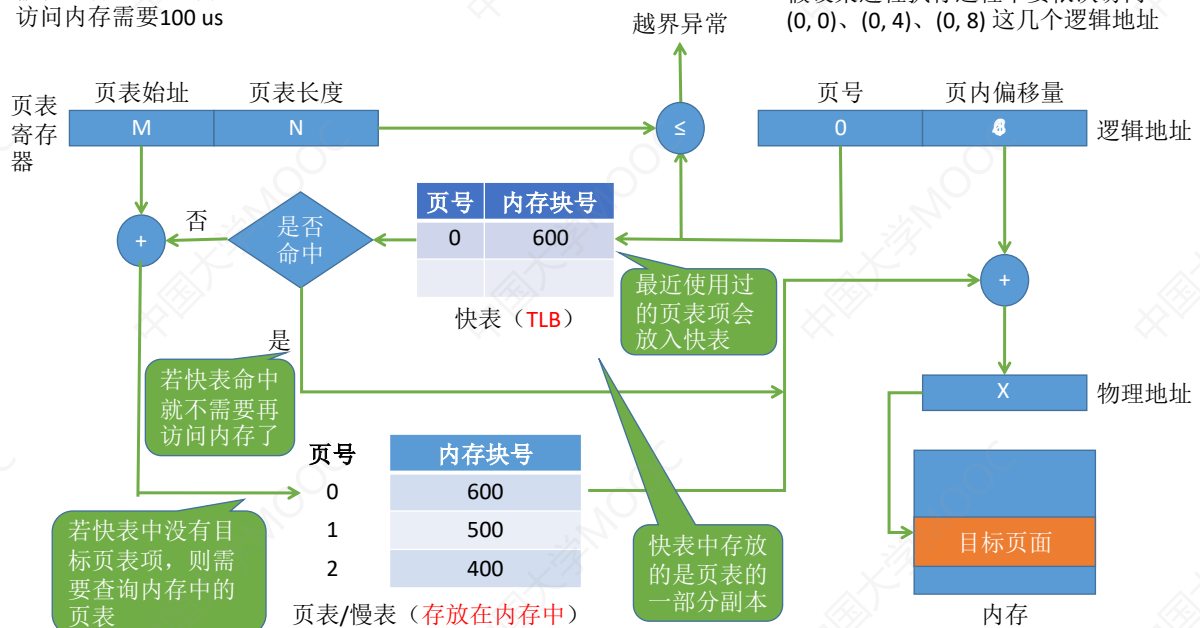 访问内存需要100 us
(0, 0)、(0, 4)、(0, 8) 这几个逻辑地址
越界异常
页表始址
页表长度
页号
页内偏移量
页表
寄存
器
M
N
≤
0
逻辑地址
页号
内存块号
0
600
快表（TLB）
+
否
是否
命中
最近使用过
的页表项会
放入快表
+
是
若快表命中
就不需要再
访问内存了
X
物理地址
页号
内存块号
0
600
1
500
2
400
页表/慢表（存放在内存中）
若快表中没有目
标页表项，则需
要查询内存中的
页表
快表中存放
的是页表的
一部分副本
目标页面
内存
中国大学MOOC